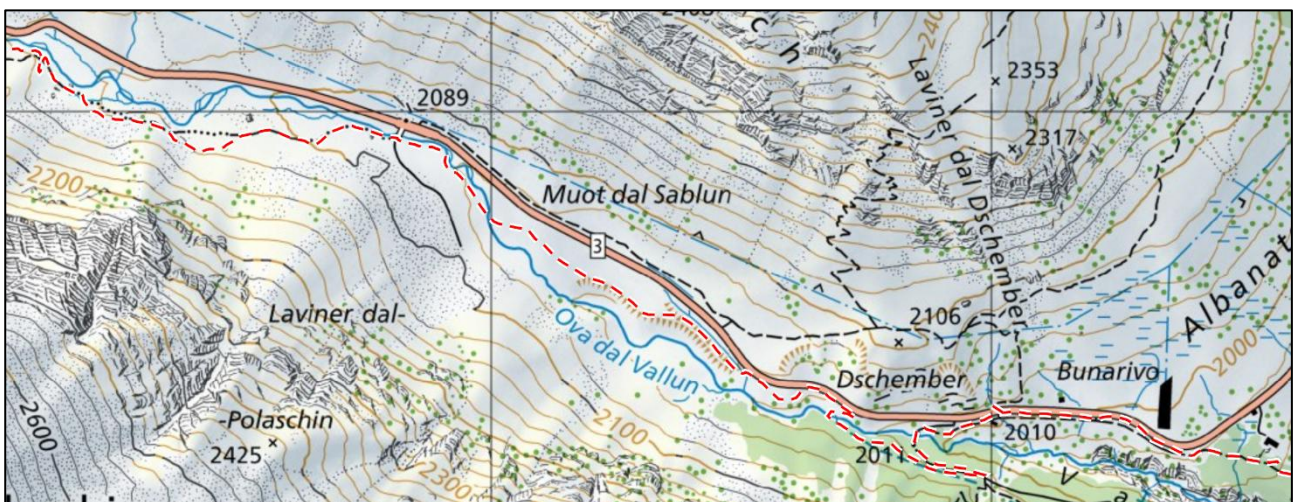 2353
2089
2317
Laviner dal Dschember
2200
Muot dal Sablun
3
Laviner dal-
2106
Albanat
Ova dal Vallun
2000
Dschember
Bunarivo
2600
-Polaschin
2425
2100
2010
2011
2300